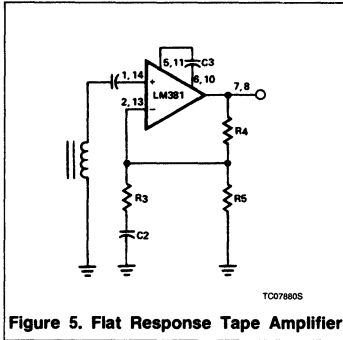 5, 11
C3
1, 14
6, 10
7, 8
+
LM381
2, 13
−
R4
R3
R5
C2
TC07880S
Figure 5. Flat Response Tape Amplifier